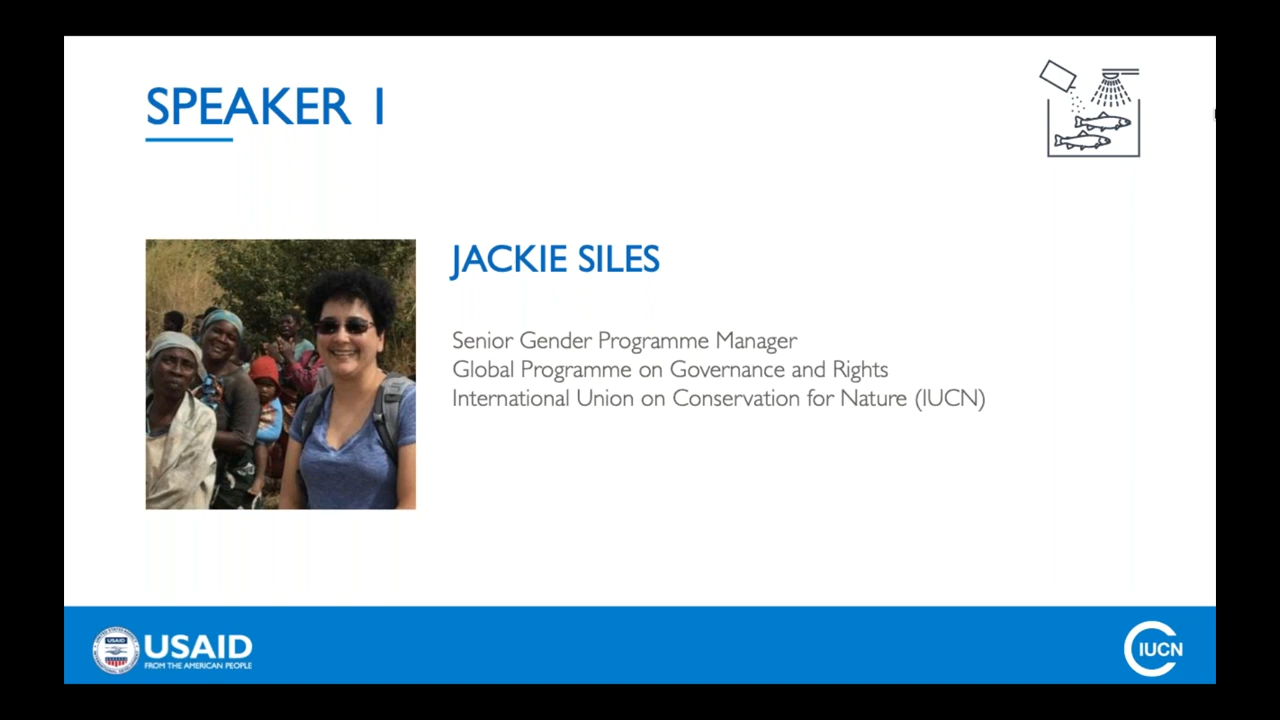 SPEAKER 1
JACKIE SILES
Senior Gender Programme Manager
Global Programme on Governance and Rights
International Union on Conservation for Nature (IUCN)
USAID
USAID
FROM THE AMERICAN PEOPLE
IUCN